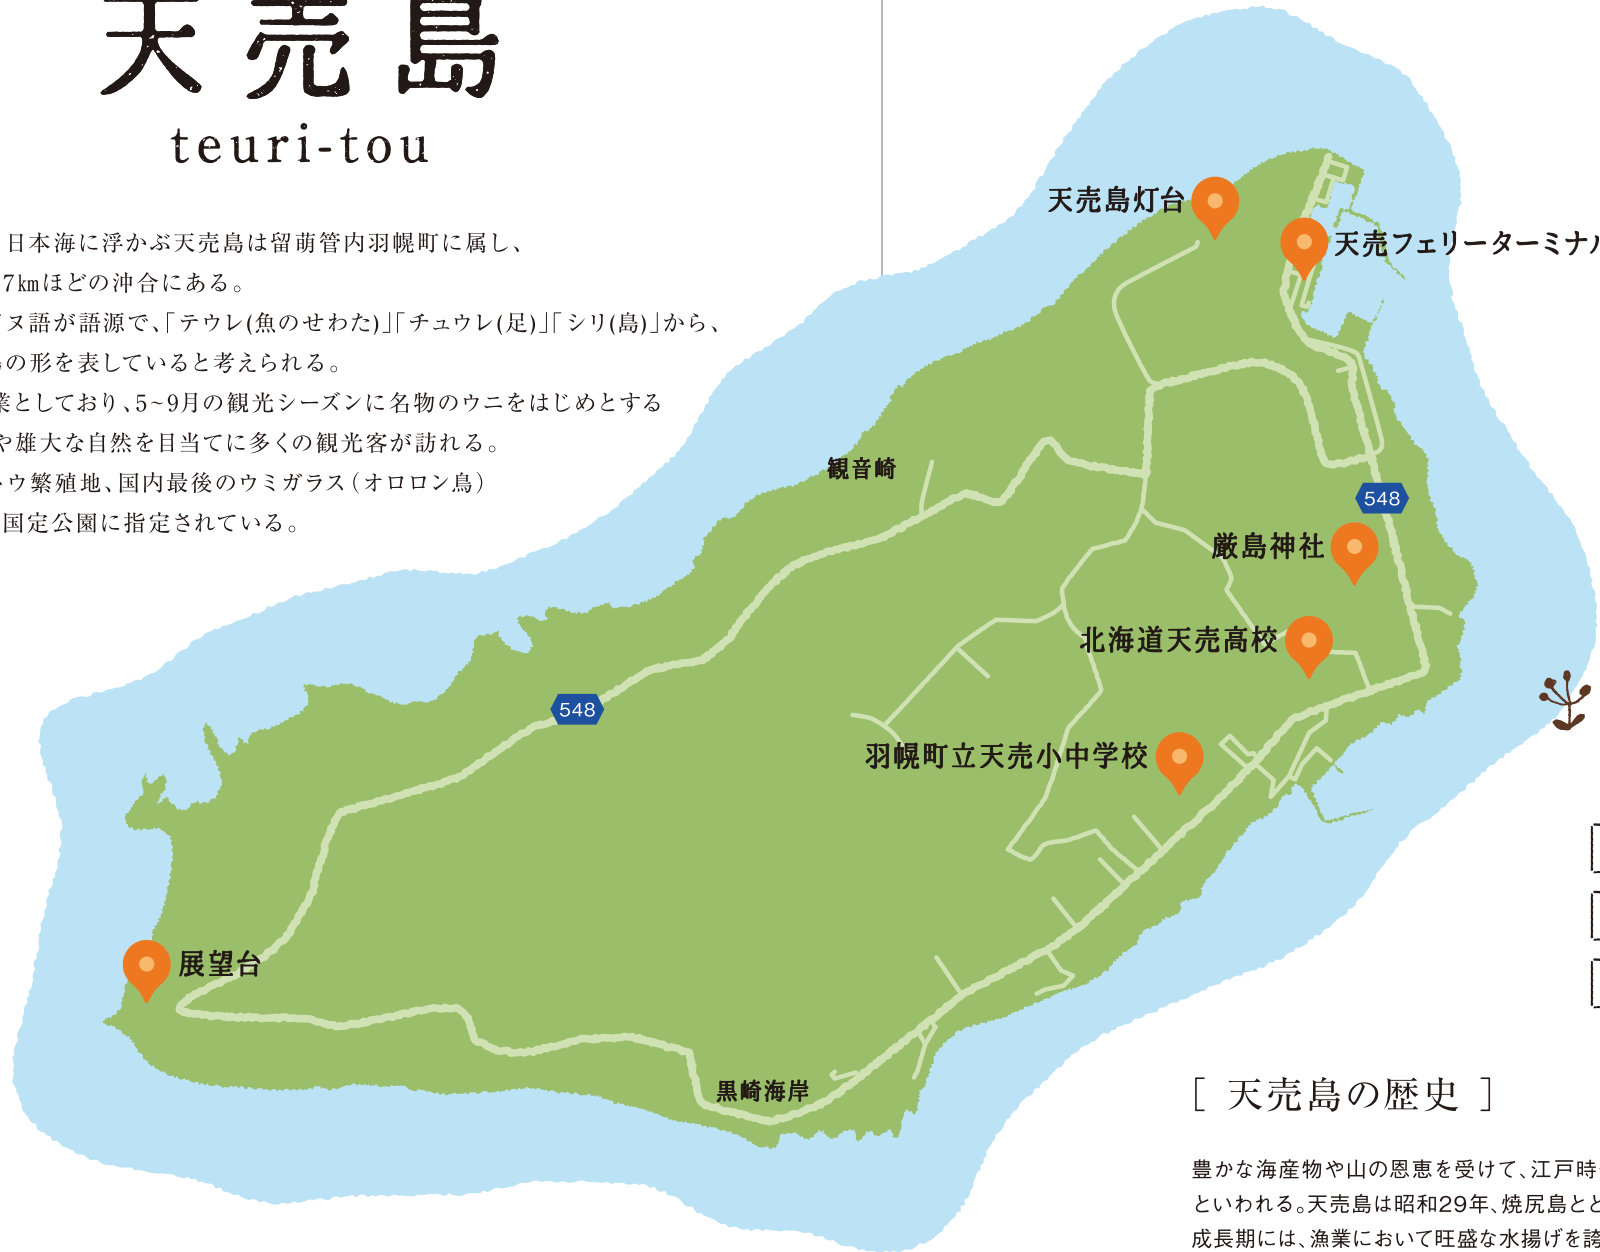 天売島
teuri-tou
日本海に浮かぶ天売島は留萌管内羽幌町に属し、
7㎞ほどの沖合にある。
ヌ語が語源で、「テウレ(魚のせわた)」「チュウレ(足)」「シリ(島)」から、
の形を表していると考えられる。
業としており、5~9月の観光シーズンに名物のウニをはじめとする
や雄大な自然を目当てに多くの観光客が訪れる。
トウ繁殖地、国内最後のウミガラス（オロロン鳥）
国定公園に指定されている。
天売島灯台
天売フェリーターミナル
観音崎
548
厳島神社
北海道天売高校
548
羽幌町立天売小中学校
展望台
黒崎海岸
[ 天売島の歴史 ]
豊かな海産物や山の恩恵を受けて、江戸時
といわれる。天売島は昭和29年、焼尻島とと
成長期には、漁業において旺盛な水揚げを誇